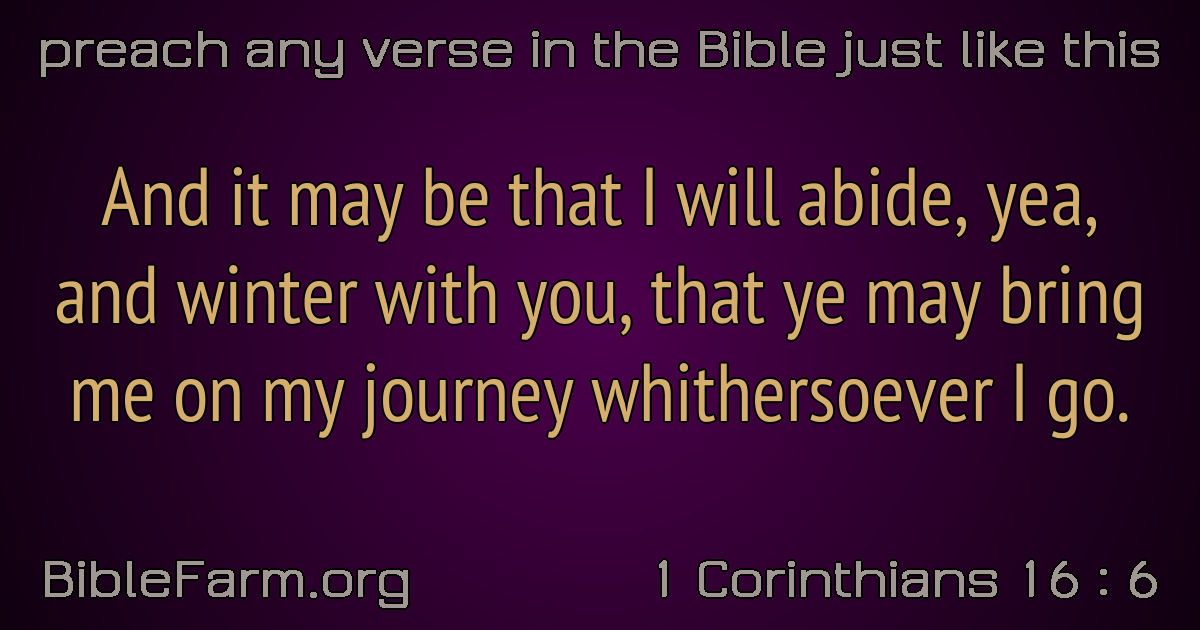 preach any verse in the Bible just like this
And it may be that I will abide, yea,
and winter with you, that ye may bring
me on my journey whithersoever I go.
BibleFarm.org
1 Corinthians 16 : 6